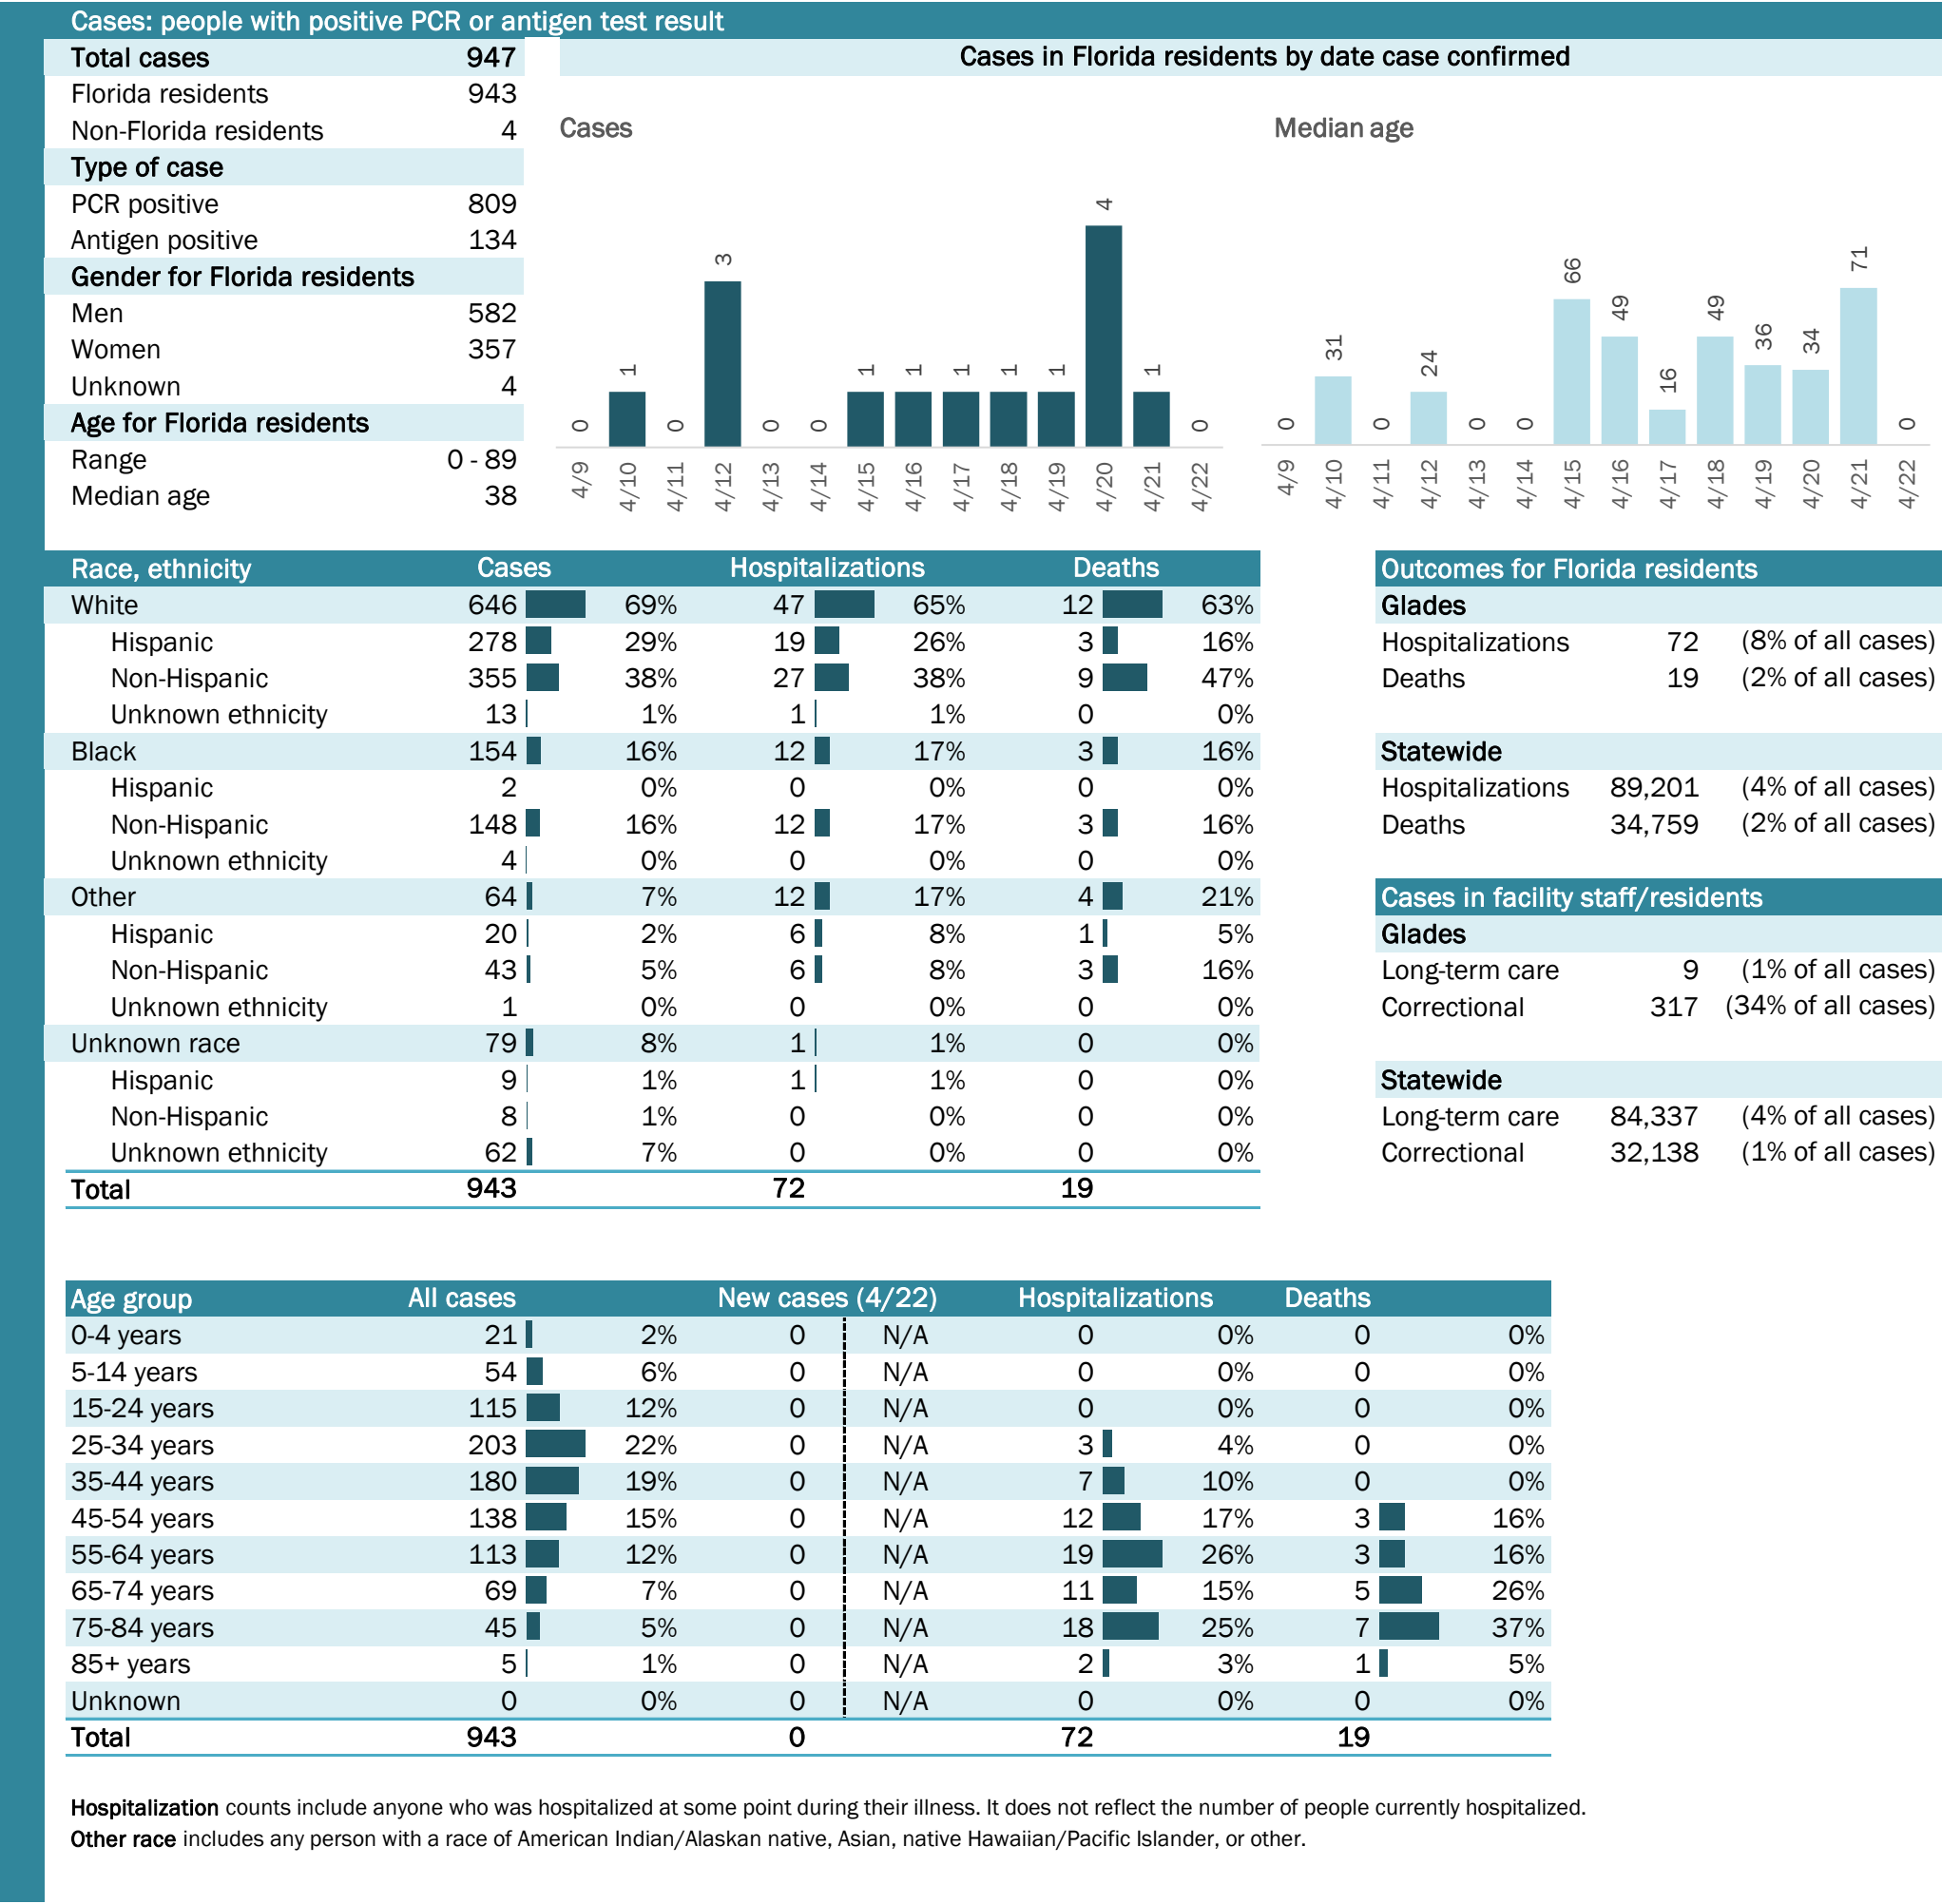 Cases: people with positive PCR or antigen test result
Total cases 947
Florida residents 943
Non-Florida residents 4
Type of case
PCR positive 809
Antigen positive 134
Gender for Florida residents
Men 582
Women 357
Unknown 4
Age for Florida residents
Range 0 - 89
Median age 38
Cases in Florida residents by date case confirmed
Cases
0 1 0 3 0 0 1 1 1 1 1 4 1 0
4/9 4/10 4/11 4/12 4/13 4/14 4/15 4/16 4/17 4/18 4/19 4/20 4/21 4/22
Median age
0 31 0 24 0 0 66 49 16 49 36 34 71 0
4/9 4/10 4/11 4/12 4/13 4/14 4/15 4/16 4/17 4/18 4/19 4/20 4/21 4/22
Race, ethnicity Cases Hospitalizations Deaths
White 646 69% 47 65% 12 63%
Hispanic 278 29% 19 26% 3 16%
Non-Hispanic 355 38% 27 38% 9 47%
Unknown ethnicity 13 1% 1 1% 0 0%
Black 154 16% 12 17% 3 16%
Hispanic 2 0% 0 0% 0 0%
Non-Hispanic 148 16% 12 17% 3 16%
Unknown ethnicity 4 0% 0 0% 0 0%
Other 64 7% 12 17% 4 21%
Hispanic 20 2% 6 8% 1 5%
Non-Hispanic 43 5% 6 8% 3 16%
Unknown ethnicity 1 0% 0 0% 0 0%
Unknown race 79 8% 1 1% 0 0%
Hispanic 9 1% 1 1% 0 0%
Non-Hispanic 8 1% 0 0% 0 0%
Unknown ethnicity 62 7% 0 0% 0 0%
Total 943 72 19
Outcomes for Florida residents
Glades
Hospitalizations 72 (8% of all cases)
Deaths 19 (2% of all cases)
Statewide
Hospitalizations 89,201 (4% of all cases)
Deaths 34,759 (2% of all cases)
Cases in facility staff/residents
Glades
Long-term care 9 (1% of all cases)
Correctional 317 (34% of all cases)
Statewide
Long-term care 84,337 (4% of all cases)
Correctional 32,138 (1% of all cases)
Age group All cases New cases (4/22) Hospitalizations Deaths
0-4 years 21 2% 0 N/A 0 0% 0 0%
5-14 years 54 6% 0 N/A 0 0% 0 0%
15-24 years 115 12% 0 N/A 0 0% 0 0%
25-34 years 203 22% 0 N/A 3 4% 0 0%
35-44 years 180 19% 0 N/A 7 10% 0 0%
45-54 years 138 15% 0 N/A 12 17% 3 16%
55-64 years 113 12% 0 N/A 19 26% 3 16%
65-74 years 69 7% 0 N/A 11 15% 5 26%
75-84 years 45 5% 0 N/A 18 25% 7 37%
85+ years 5 1% 0 N/A 2 3% 1 5%
Unknown 0 0% 0 N/A 0 0% 0 0%
Total 943 0 72 19
Hospitalization counts include anyone who was hospitalized at some point during their illness. It does not reflect the number of people currently hospitalized.
Other race includes any person with a race of American Indian/Alaskan native, Asian, native Hawaiian/Pacific Islander, or other.